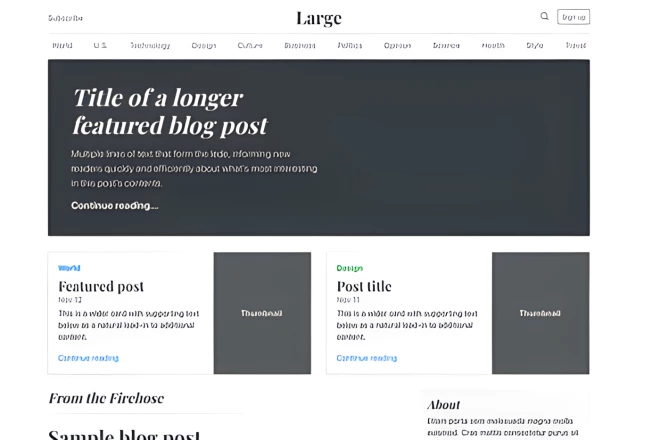 Subscribe
Large
Sign up
World U.S. Technology Design Culture Business Politics Opinion Science Health Style Travel
Title of a longer
featured blog post
Multiple lines of text that form the lede, informing new
readers quickly and efficiently about what's most interesting
in this post's contents.
Continue reading...
World
Featured post
Nov 12
This is a wider card with supporting text
below as a natural lead-in to additional
content.
Continue reading
Thumbnail
Design
Post title
Nov 11
This is a wider card with supporting text
below as a natural lead-in to additional
content.
Continue reading
Thumbnail
From the Firehose
Sample blog post
About
Etiam porta sem malesuada magna mollis
euismod. Cras mattis consectetur purus sit